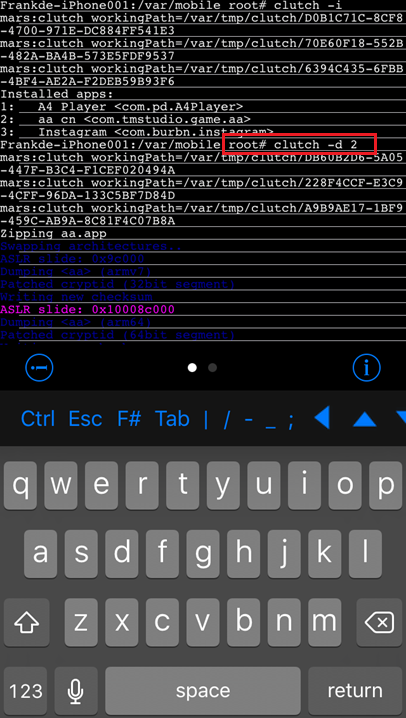 Frankde-iPhone001:/var/mobile root# clutch -i
mars:clutch workingPath=/var/tmp/clutch/D0B1C71C-8CF8
-4700-971E-DC884FF541E3
mars:clutch workingPath=/var/tmp/clutch/70E60F18-552B
-482A-BA4B-573E5FDF9537
mars:clutch workingPath=/var/tmp/clutch/6394C435-6FBB
-4BF4-AE2A-F2DEB59B93F6
Installed apps:
1: A4 Player <com.pd.A4Player>
2: aa cn <com.tmstudio.game.aa>
3: Instagram <com.burbn.instagram>
Frankde-iPhone001:/var/mobile root# clutch -d 2
mars:clutch workingPath=/var/tmp/clutch/DB60B2D6-5A05
-447F-B3C4-F1CEF020494A
mars:clutch workingPath=/var/tmp/clutch/228F4CCF-E3C9
-4CFF-96DA-133C5BF7D84D
mars:clutch workingPath=/var/tmp/clutch/A9B9AE17-1BF9
-459C-AB9A-8C81F4C07B8A
Zipping aa.app
Swapping architectures..
ASLR slide: 0x9c000
Dumping <aa> (armv7)
Patched cryptid (32bit segment)
Writing new checksum
ASLR slide: 0x10008c000
Dumping <aa> (arm64)
Patched cryptid (64bit segment)
Ctrl Esc F# Tab | / - _ ;
q w e r t y u i o p
a s d f g h j k l
z x c v b n m
123 space return